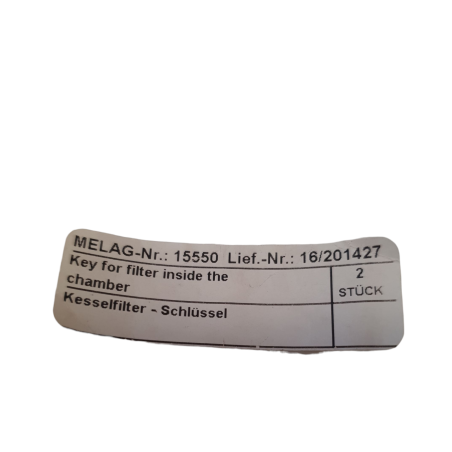 MELAG-Nr.: 15550 Lief.-Nr.: 16/201427
Key for filter inside the
chamber
2
STÜCK
Kesselfilter - Schlüssel